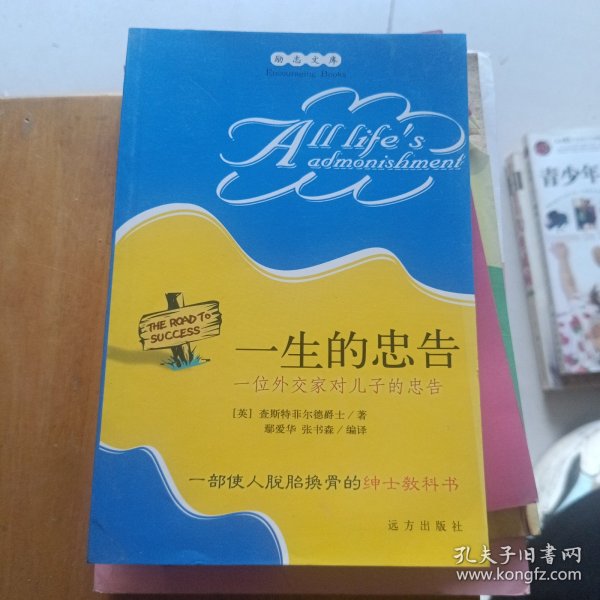 励志文库
Encouraging Books
All life's
admonishment
THE ROAD TO
SUCCESS
一生的忠告
一位外交家对儿子的忠告
[英] 查斯特菲尔德爵士/著
鄢爱华 张书森/编译
一部使人脱胎换骨的绅士教科书
远方出版社
青少年
孔夫子旧书网
www.kongfz.com